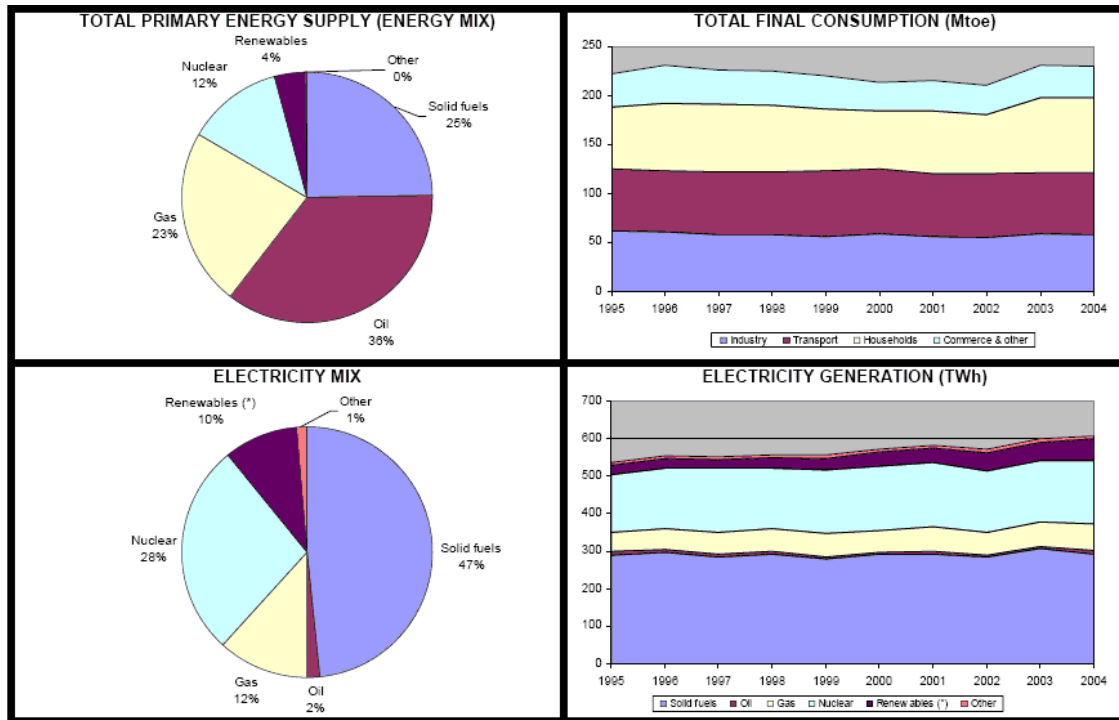 TOTAL PRIMARY ENERGY SUPPLY (ENERGY MIX)
Renewables
4%
Other
0%
Nuclear
12%
Solid fuels
25%
Gas
23%
Oil
36%
TOTAL FINAL CONSUMPTION (Mtoe)
250
200
150
100
50
0
1995 1996 1997 1998 1999 2000 2001 2002 2003 2004
Industry Transport Households Commerce & other
ELECTRICITY MIX
Renewables (*)
10%
Other
1%
Nuclear
28%
Solid fuels
47%
Gas
12%
Oil
2%
ELECTRICITY GENERATION (TWh)
700
600
500
400
300
200
100
0
1995 1996 1997 1998 1999 2000 2001 2002 2003 2004
Solid fuels Oil Gas Nuclear Renewables (*) Other